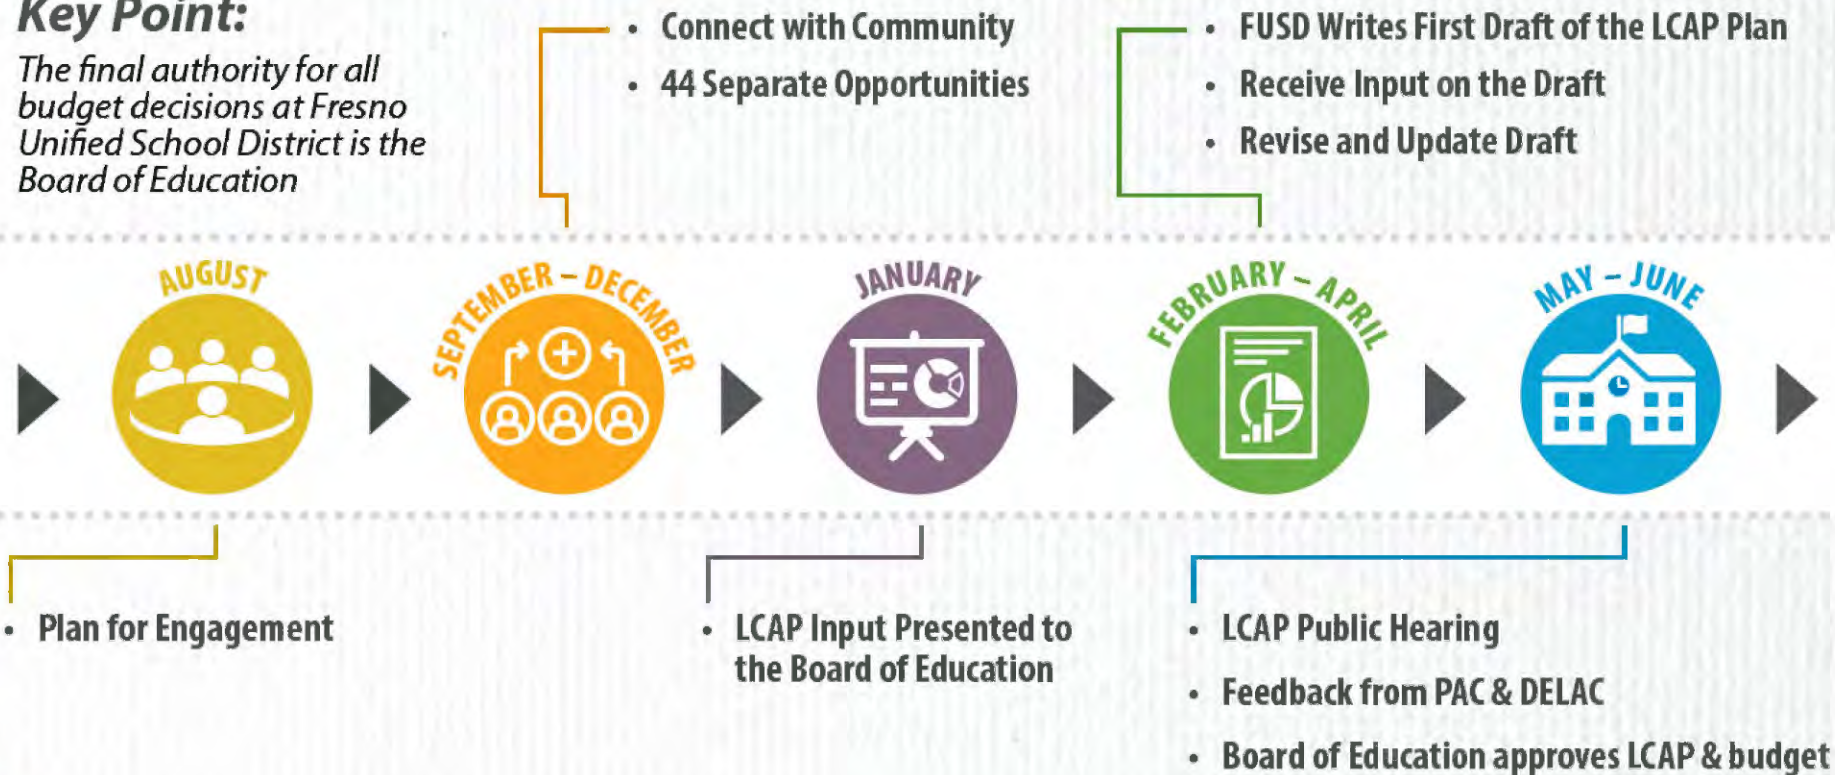 Key Point:
The final authority for all
budget decisions at Fresno
Unified School District is the
Board of Education
• Connect with Community
• 44 Separate Opportunities
• FUSD Writes First Draft of the LCAP Plan
• Receive Input on the Draft
• Revise and Update Draft
AUGUST
SEPTEMBER – DECEMBER
JANUARY
FEBRUARY – APRIL
MAY – JUNE
• Plan for Engagement
• LCAP Input Presented to
the Board of Education
• LCAP Public Hearing
• Feedback from PAC & DELAC
• Board of Education approves LCAP & budget